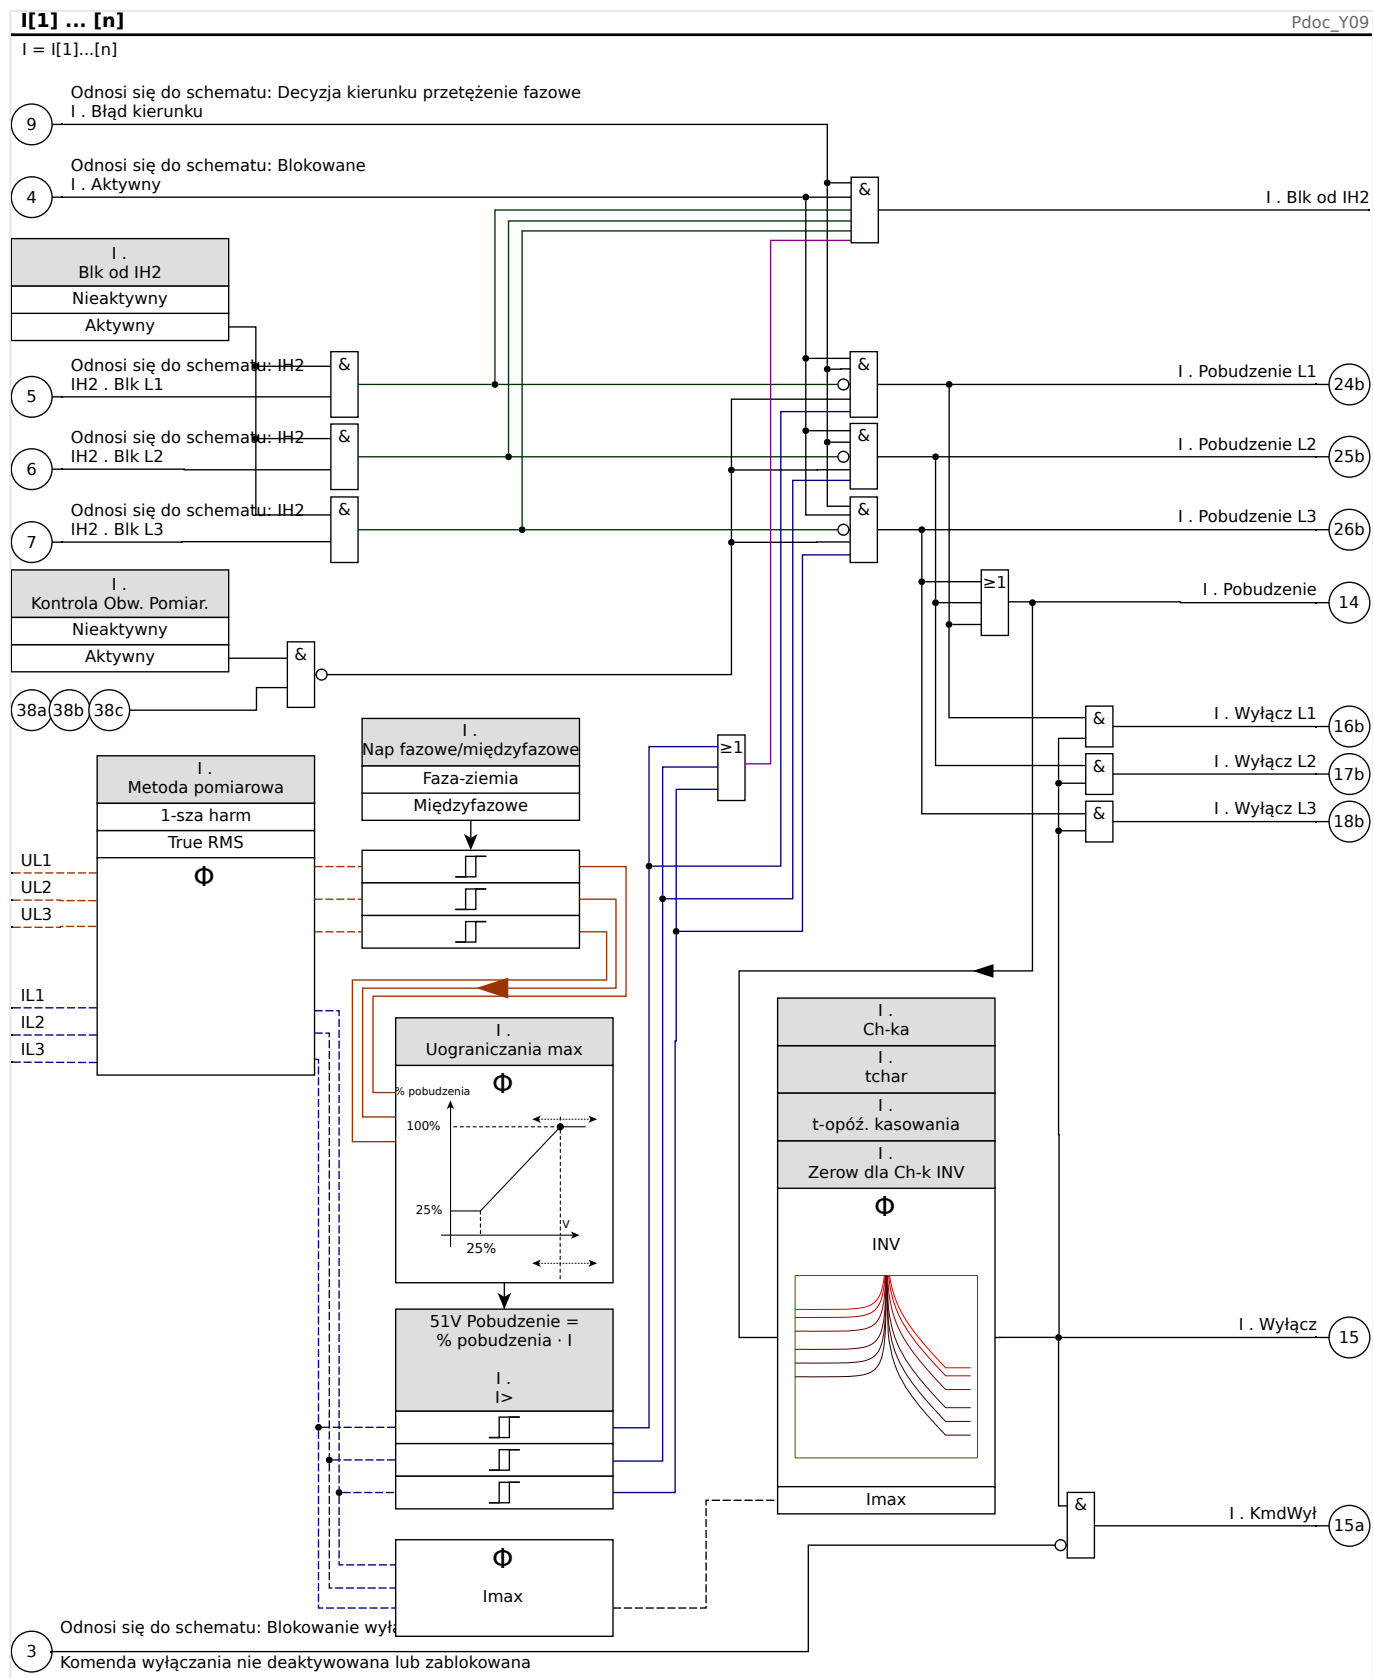 I[1] ... [n]
Pdoc_Y09
I = I[1]...[n]
Odnosi się do schematu: Decyzja kierunku przetężenie fazowe
9
I . Błąd kierunku
Odnosi się do schematu: Blokowane
4
I . Aktywny
&
I . Blk od IH2
I .
Blk od IH2
Nieaktywny
Aktywny
Odnosi się do schematu: IH2
5
IH2 . Blk L1
&
&
I . Pobudzenie L1
24b
Odnosi się do schematu: IH2
6
IH2 . Blk L2
&
&
I . Pobudzenie L2
25b
Odnosi się do schematu: IH2
7
IH2 . Blk L3
&
&
I . Pobudzenie L3
26b
I .
Kontrola Obw. Pomiar.
Nieaktywny
Aktywny
&
38a
38b
38c
≥1
I . Pobudzenie
14
&
I . Wyłącz L1
16b
&
I . Wyłącz L2
17b
&
I . Wyłącz L3
18b
I .
Nap fazowe/międzyfazowe
Faza-ziemia
Międzyfazowe
≥1
I .
Metoda pomiarowa
1-sza harm
True RMS
Φ
UL1
UL2
UL3
IL1
IL2
IL3
I .
Uograniczania max
Φ
% pobudzenia
100%
25%
V
25%
51V Pobudzenie =
% pobudzenia · I
I .
I>
Φ
Imax
I .
Ch-ka
I .
tchar
I .
t-opóź. kasowania
I .
Zerow dla Ch-k INV
Φ
INV
Imax
I . Wyłącz
15
&
I . KmdWył
15a
Odnosi się do schematu: Blokowanie wyła
3
Komenda wyłączania nie deaktywowana lub zablokowana